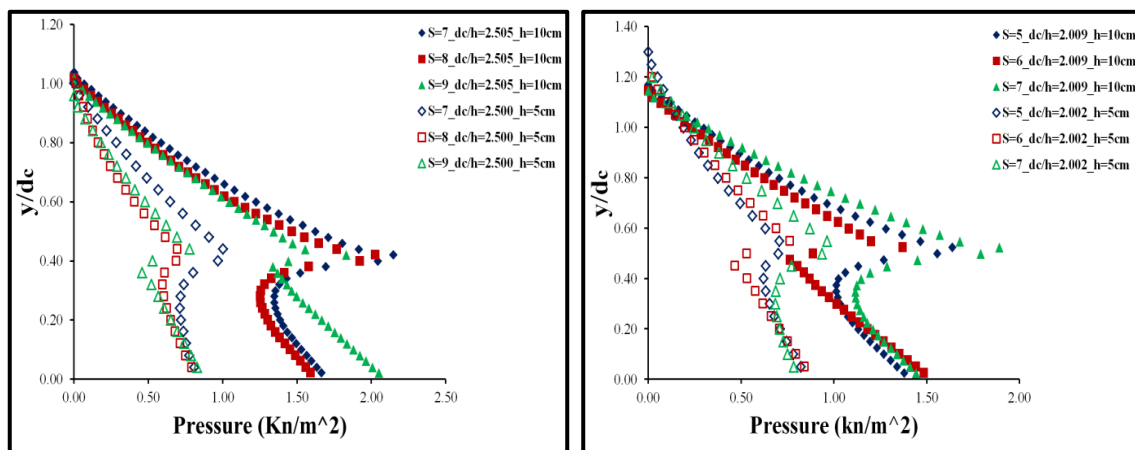 1.20
S=7_dc/h=2.505_h=10cm
S=8_dc/h=2.505_h=10cm
1.00
S=9_dc/h=2.505_h=10cm
S=7_dc/h=2.500_h=5cm
0.80
S=8_dc/h=2.500_h=5cm
S=9_dc/h=2.500_h=5cm
y/dc
0.60
0.40
0.20
0.00
0.00 0.50 1.00 1.50 2.00 2.50
Pressure (Kn/m^2)
1.40
S=5_dc/h=2.009_h=10cm
1.20
S=6_dc/h=2.009_h=10cm
S=7_dc/h=2.009_h=10cm
1.00
S=5_dc/h=2.002_h=5cm
S=6_dc/h=2.002_h=5cm
0.80
S=7_dc/h=2.002_h=5cm
y/dc
0.60
0.40
0.20
0.00
0.00 0.50 1.00 1.50 2.00
Pressure (kn/m^2)